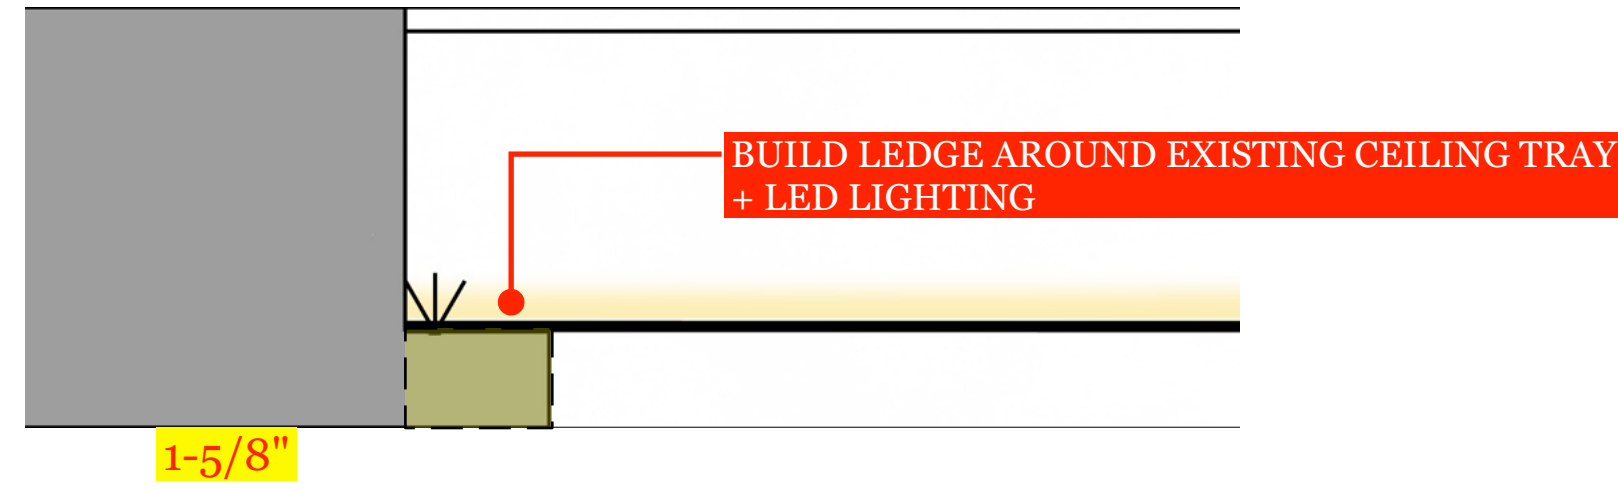 BUILD LEDGE AROUND EXISTING CEILING TRAY
+ LED LIGHTING
1-5/8"